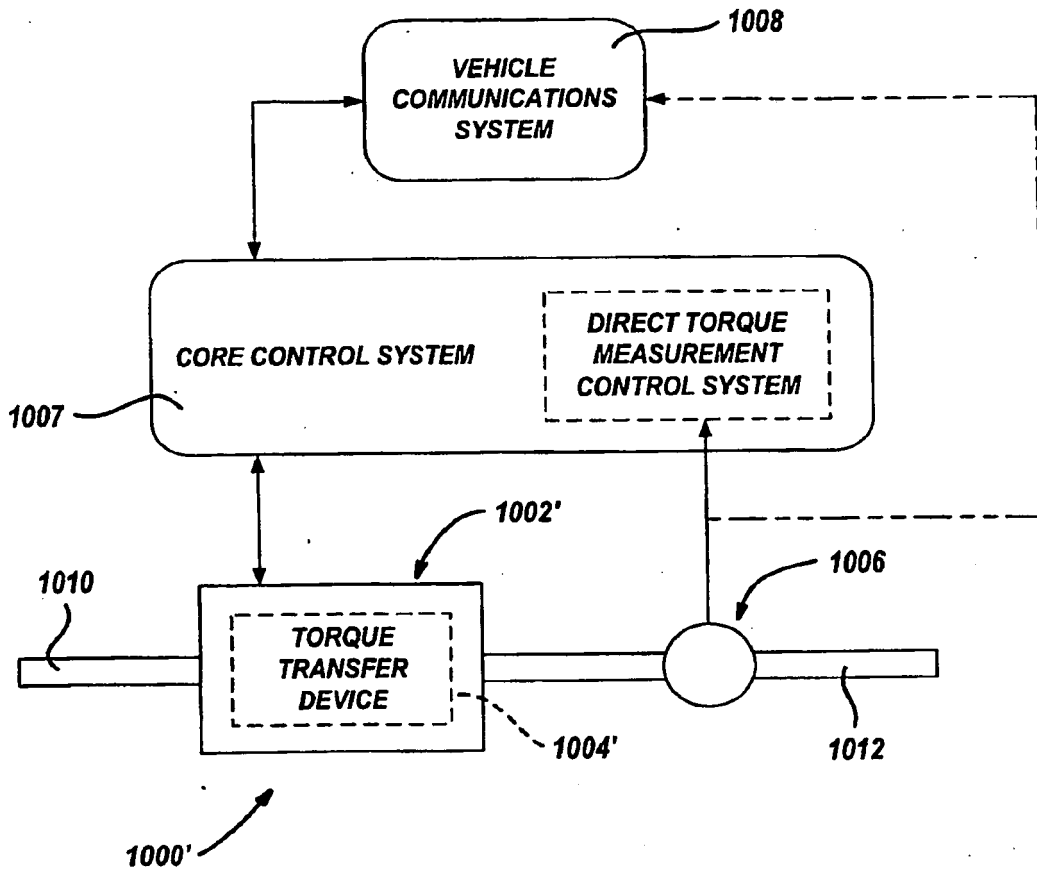 1008
VEHICLE
COMMUNICATIONS
SYSTEM
CORE CONTROL SYSTEM
DIRECT TORQUE
MEASUREMENT
CONTROL SYSTEM
1007
1002'
1010
1006
TORQUE
TRANSFER
DEVICE
1004'
1012
1000'